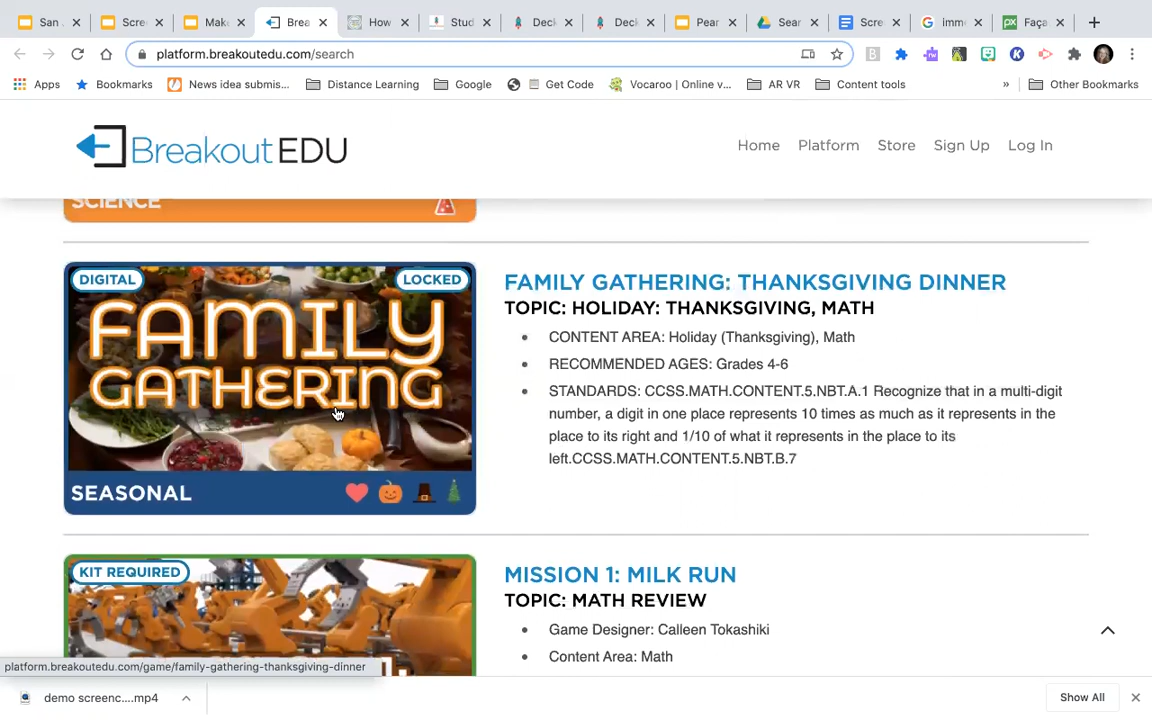 San
Scre
Make
Brea
How
Stud
Deck
Deck
Pear
Sear
Scre
imme
Faça
platform.breakoutedu.com/search
Apps
Bookmarks
News idea submis...
Distance Learning
Google
Get Code
Vocaroo | Online v...
AR VR
Content tools
»
Other Bookmarks
Breakout EDU
Home
Platform
Store
Sign Up
Log In
SCIENCE
DIGITAL
LOCKED
FAMILY
GATHERING
SEASONAL
FAMILY GATHERING: THANKSGIVING DINNER
TOPIC: HOLIDAY: THANKSGIVING, MATH
• CONTENT AREA: Holiday (Thanksgiving), Math
• RECOMMENDED AGES: Grades 4-6
• STANDARDS: CCSS.MATH.CONTENT.5.NBT.A.1 Recognize that in a multi-digit
number, a digit in one place represents 10 times as much as it represents in the
place to its right and 1/10 of what it represents in the place to its
left.CCSS.MATH.CONTENT.5.NBT.B.7
KIT REQUIRED
MISSION 1: MILK RUN
TOPIC: MATH REVIEW
• Game Designer: Calleen Tokashiki
• Content Area: Math
platform.breakoutedu.com/game/family-gathering-thanksgiving-dinner
demo screenc....mp4
Show All